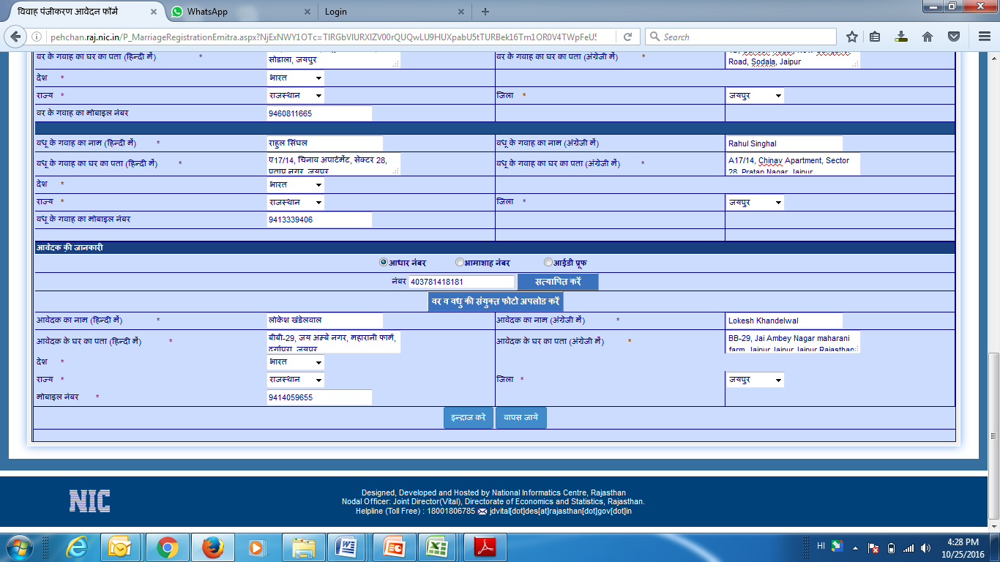 विवाह पंजीकरण आवेदन फॉर्म
WhatsApp
Login
pehchan.raj.nic.in/P_MarriageRegistrationEmitra.aspx?NjExNWY1OTc=TlRGbVlURXlZV00rQUQwLU9HUXpabU5tTURBek16Tm1OR0V4TWpFeU5
Search
वर के गवाह का घर का पता (हिन्दी में) *
सोडाला, जयपुर
वर के गवाह का घर का पता (अंग्रेजी में) *
Road, Sodala, Jaipur
देश * भारत
राज्य * राजस्थान जिला * जयपुर
वर के गवाह का मोबाइल नंबर 9460811665
वधू के गवाह का नाम (हिन्दी में) * राहुल सिंघल वधू के गवाह का नाम (अंग्रेजी में) Rahul Singhal
वधू के गवाह का घर का पता (हिन्दी में) *
ए17/14, चिनाव अपार्टमेंट, सेक्टर 28,
प्रताप नगर, जयपुर
वधू के गवाह का घर का पता (अंग्रेजी में) *
A17/14, Chinav Apartment, Sector
28, Pratap Nagar, Jaipur
देश * भारत
राज्य * राजस्थान जिला * जयपुर
वधू के गवाह का मोबाइल नंबर 9413339406
आवेदक की जानकारी
आधार नंबर भामाशाह नंबर आईडी प्रूफ
नंबर 403781418181 सत्यापित करें
वर व वधु की संयुक्त फोटो अपलोड करें
आवेदक का नाम (हिन्दी में) * लोकेश खंडेलवाल आवेदक का नाम (अंग्रेजी में) * Lokesh Khandelwal
आवेदक के घर का पता (हिन्दी में) *
बीबी-29, जय अम्बे नगर, महारानी फार्म,
दुर्गापुरा, जयपुर
आवेदक के घर का पता (अंग्रेजी में) *
BB-29, Jai Ambey Nagar maharani
farm, Jaipur Jaipur Jaipur Rajasthan
देश * भारत
राज्य * राजस्थान जिला * जयपुर
मोबाइल नंबर * 9414059655
इन्द्राज करे वापस जाये
NIC
Designed, Developed and Hosted by National Informatics Centre, Rajasthan
Nodal Officer: Joint Director(Vital), Directorate of Economics and Statistics, Rajasthan.
Helpline (Toll Free) : 18001806785 jdvital[dot]des[at]rajasthan[dot]gov[dot]in
HI
4:28 PM
10/25/2016